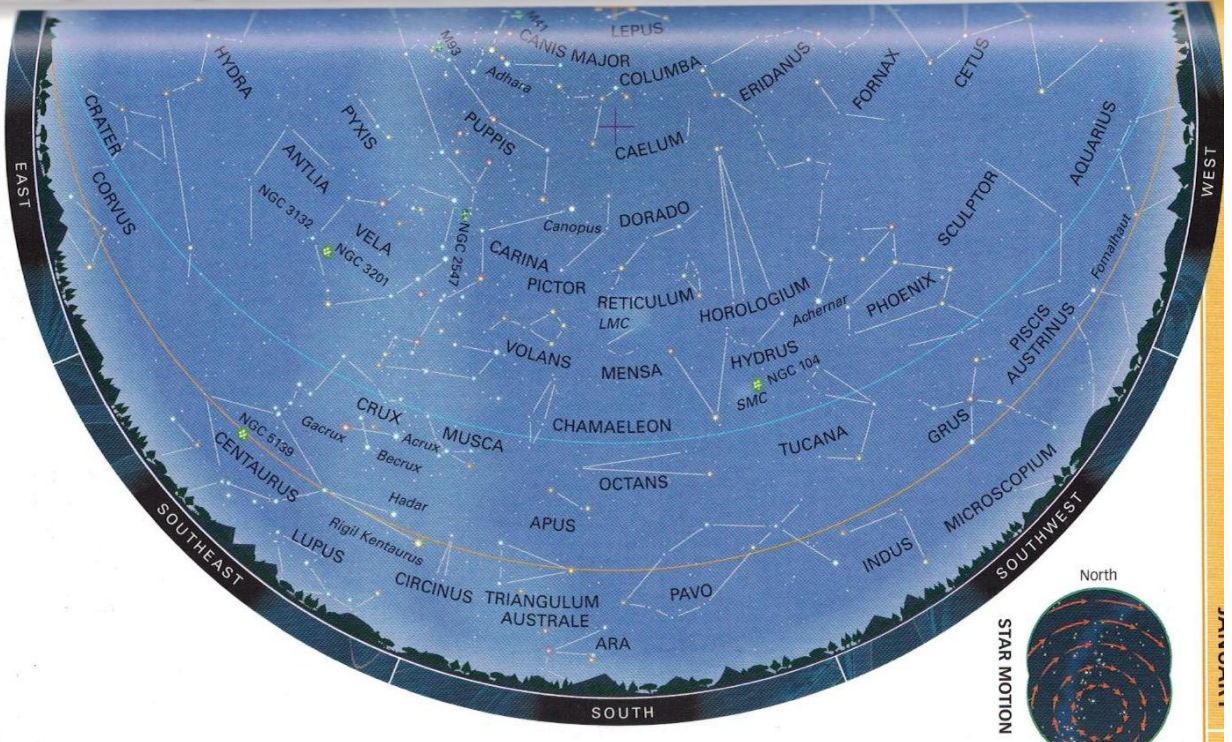 LEPUS
M41
CANIS MAJOR
M93
Adhara
COLUMBA
ERIDANUS
FORNAX
CETUS
HYDRA
CRATER
PYXIS
PUPPIS
CAELUM
AQUARIUS
EAST
WEST
ANTLIA
CORVUS
NGC 3132
VELA
NGC 3201
NGC 2547
Canopus
DORADO
SCULPTOR
CARINA
PICTOR
RETICULUM
LMC
HOROLOGIUM
Achernar
PHOENIX
Fomalhaut
PISCIS
AUSTRINUS
VOLANS
MENSA
HYDRUS
NGC 104
SMC
CRUX
Gacrux
Acrux
Becrux
MUSCA
CHAMAELEON
TUCANA
GRUS
NGC 5139
CENTAURUS
Hadar
OCTANS
MICROSCOPIUM
Rigil Kentaurus
APUS
LUPUS
INDUS
SOUTHEAST
SOUTHWEST
CIRCINUS
TRIANGULUM
AUSTRALE
PAVO
ARA
SOUTH
North
STAR MOTION
JANUARY